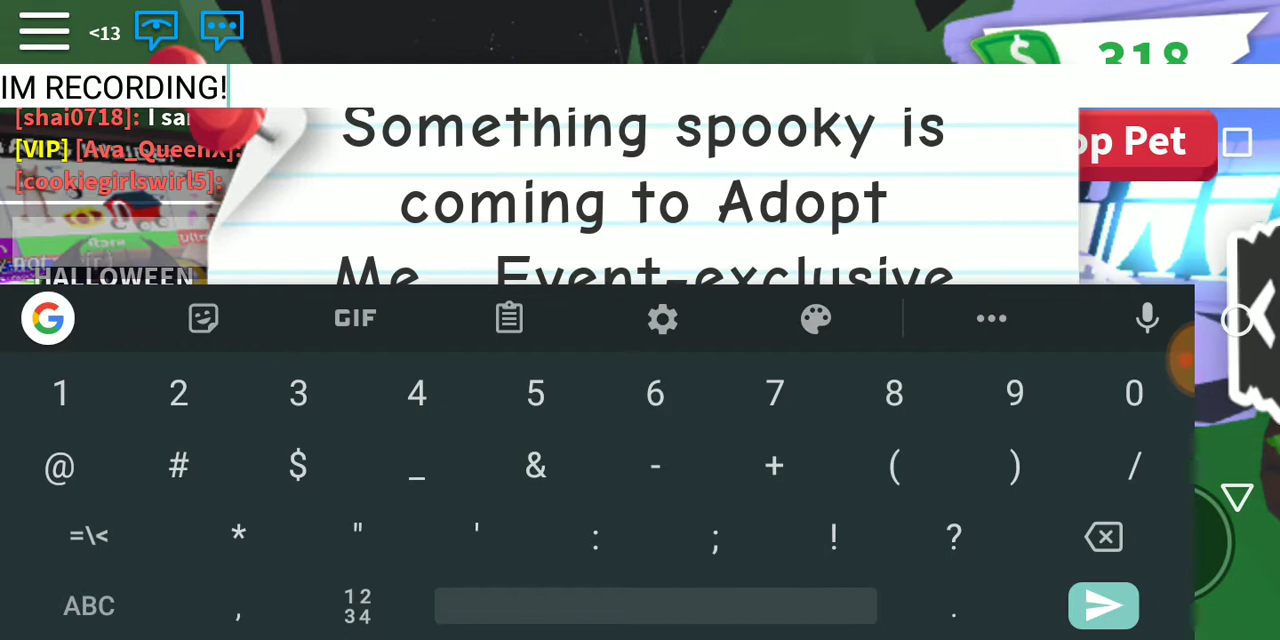 <13
318
IM RECORDING!
[shai0718]: I sa
[VIP] [Ava_QueenX]:
[cookiegirlswirl5]:
Something spooky is
coming to Adopt
Me. Event-exclusive
op Pet
HALLOWEEN
GIF
1 2 3 4 5 6 7 8 9 0
@ # $ _ & - + ( ) /
=\< * " ' : ; ! ?
ABC , 12 34 .